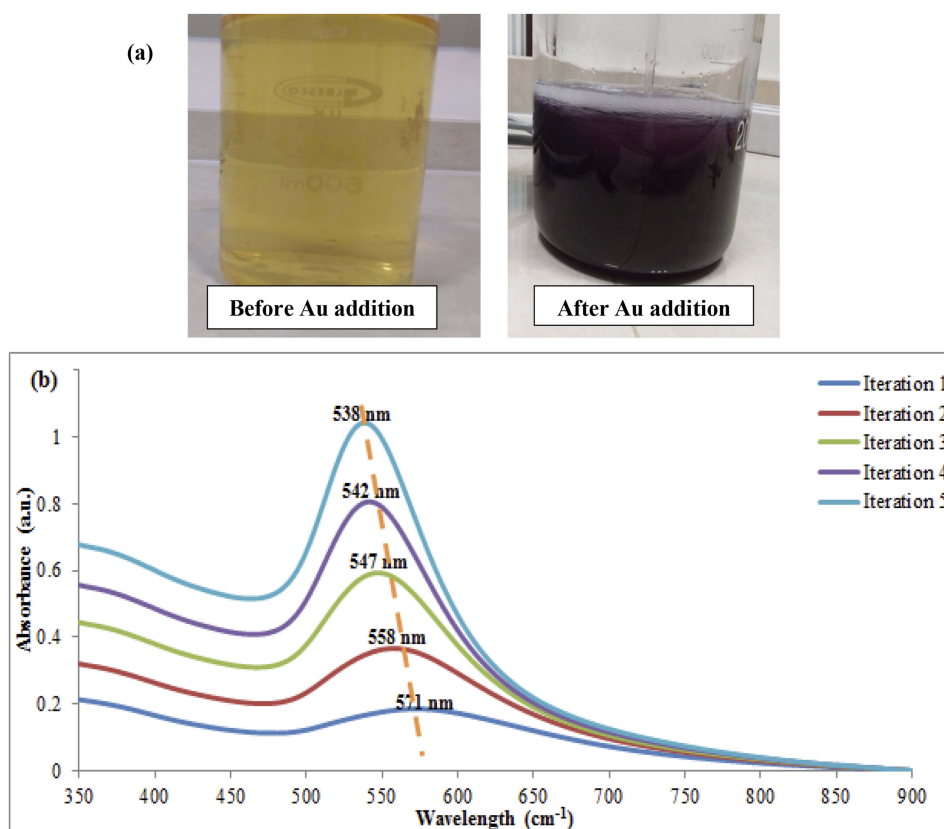 (a)
GLASSCO
600ml
Before Au addition
After Au addition
(b)
Iteration 1
Iteration 2
Iteration 3
Iteration 4
Iteration 5
538 nm
542 nm
547 nm
558 nm
571 nm
Absorbance (a.u.)
1
0.8
0.6
0.4
0.2
0
350 400 450 500 550 600 650 700 750 800 850 900
Wavelength (cm⁻¹)